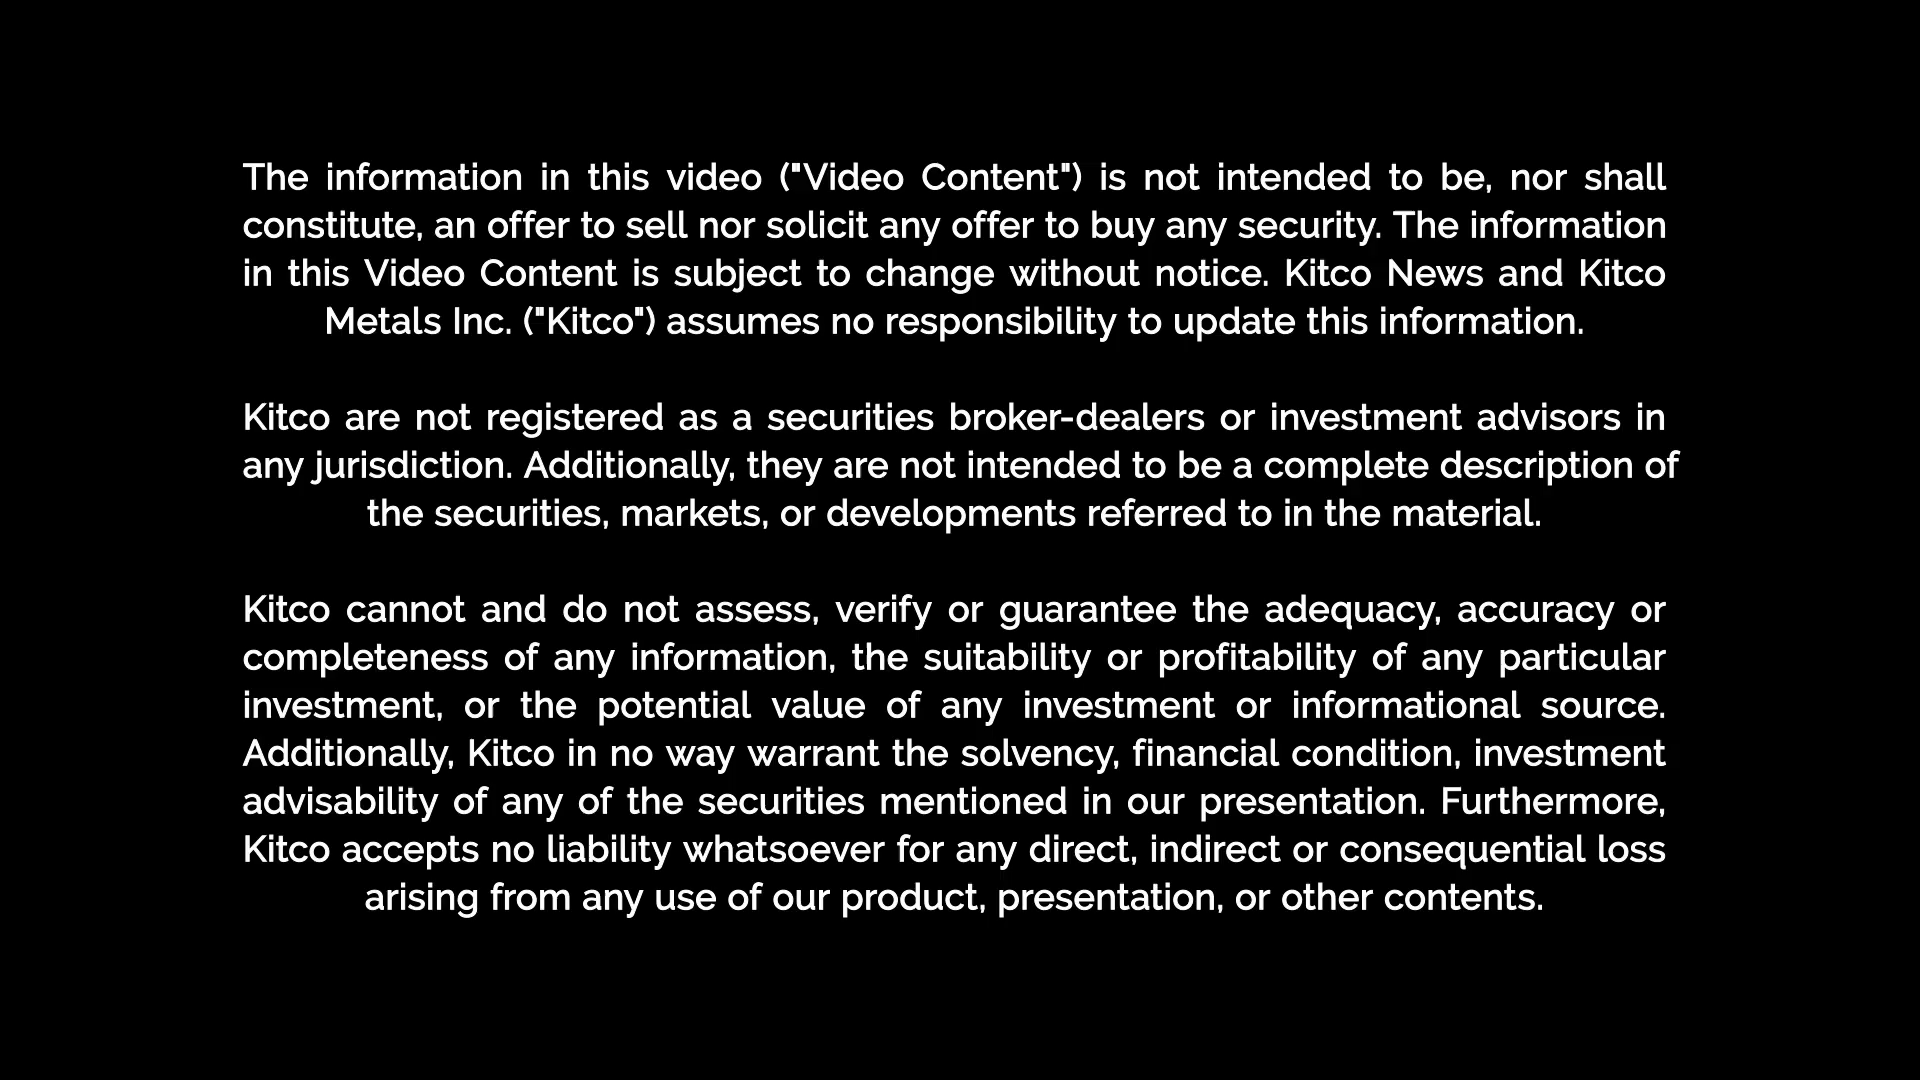 The information in this video ("Video Content") is not intended to be, nor shall
constitute, an offer to sell nor solicit any offer to buy any security. The information
in this Video Content is subject to change without notice. Kitco News and Kitco
Metals Inc. ("Kitco") assumes no responsibility to update this information.
Kitco are not registered as a securities broker-dealers or investment advisors in
any jurisdiction. Additionally, they are not intended to be a complete description of
the securities, markets, or developments referred to in the material.
Kitco cannot and do not assess, verify or guarantee the adequacy, accuracy or
completeness of any information, the suitability or profitability of any particular
investment, or the potential value of any investment or informational source.
Additionally, Kitco in no way warrant the solvency, financial condition, investment
advisability of any of the securities mentioned in our presentation. Furthermore,
Kitco accepts no liability whatsoever for any direct, indirect or consequential loss
arising from any use of our product, presentation, or other contents.